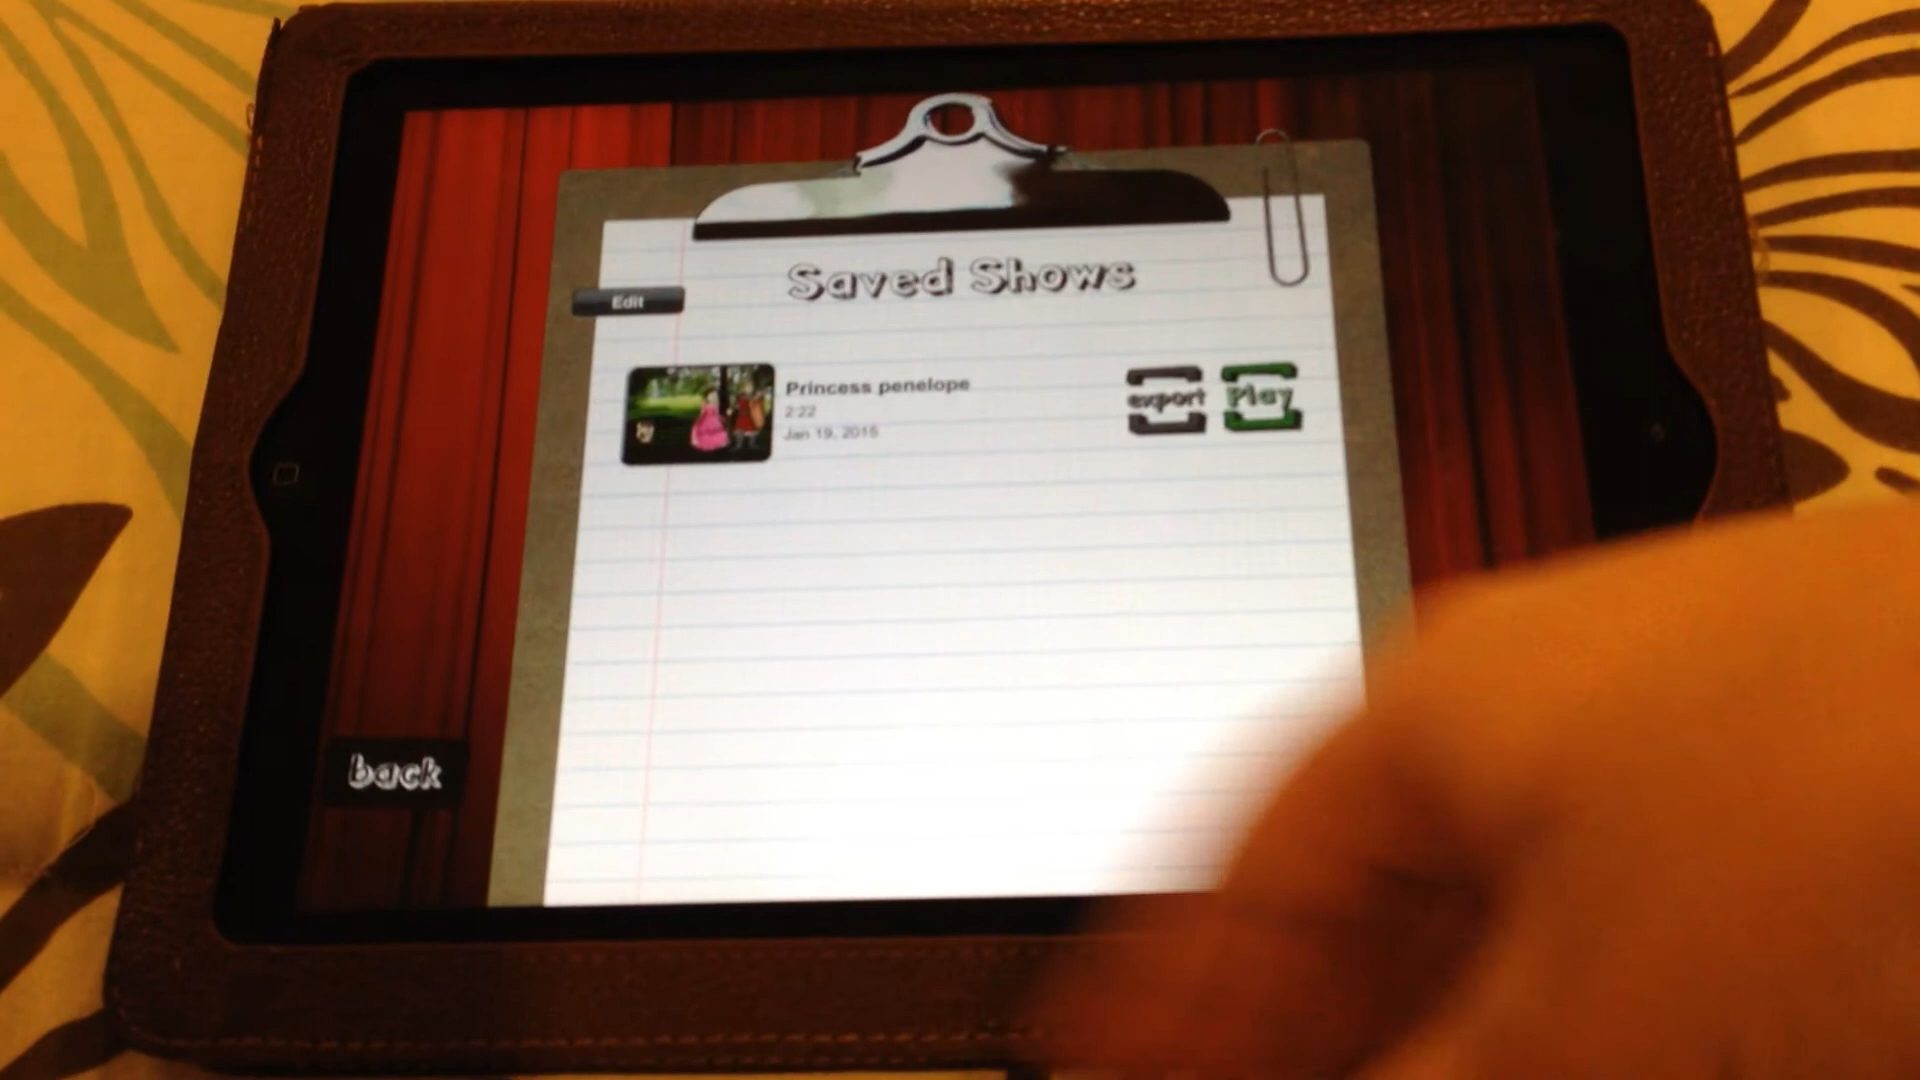 Saved Shows
Edit
Princess penelope
2:22
Jan 19, 2015
export
Play
back